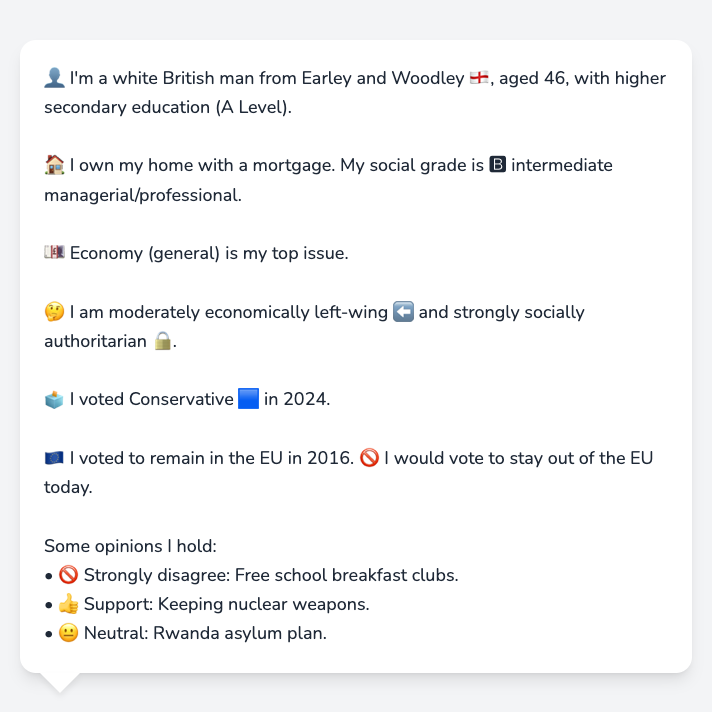 👤 I'm a white British man from Earley and Woodley 🏴󠁧󠁢󠁥󠁮󠁧󠁿, aged 46, with higher
secondary education (A Level).
🏠 I own my home with a mortgage. My social grade is 🅱 intermediate
managerial/professional.
💷 Economy (general) is my top issue.
🤔 I am moderately economically left-wing ⬅️ and strongly socially
authoritarian 🔒.
🗳️ I voted Conservative 🟦 in 2024.
🇪🇺 I voted to remain in the EU in 2016. 🚫 I would vote to stay out of the EU
today.
Some opinions I hold:
• 🚫 Strongly disagree: Free school breakfast clubs.
• 👍 Support: Keeping nuclear weapons.
• 😐 Neutral: Rwanda asylum plan.